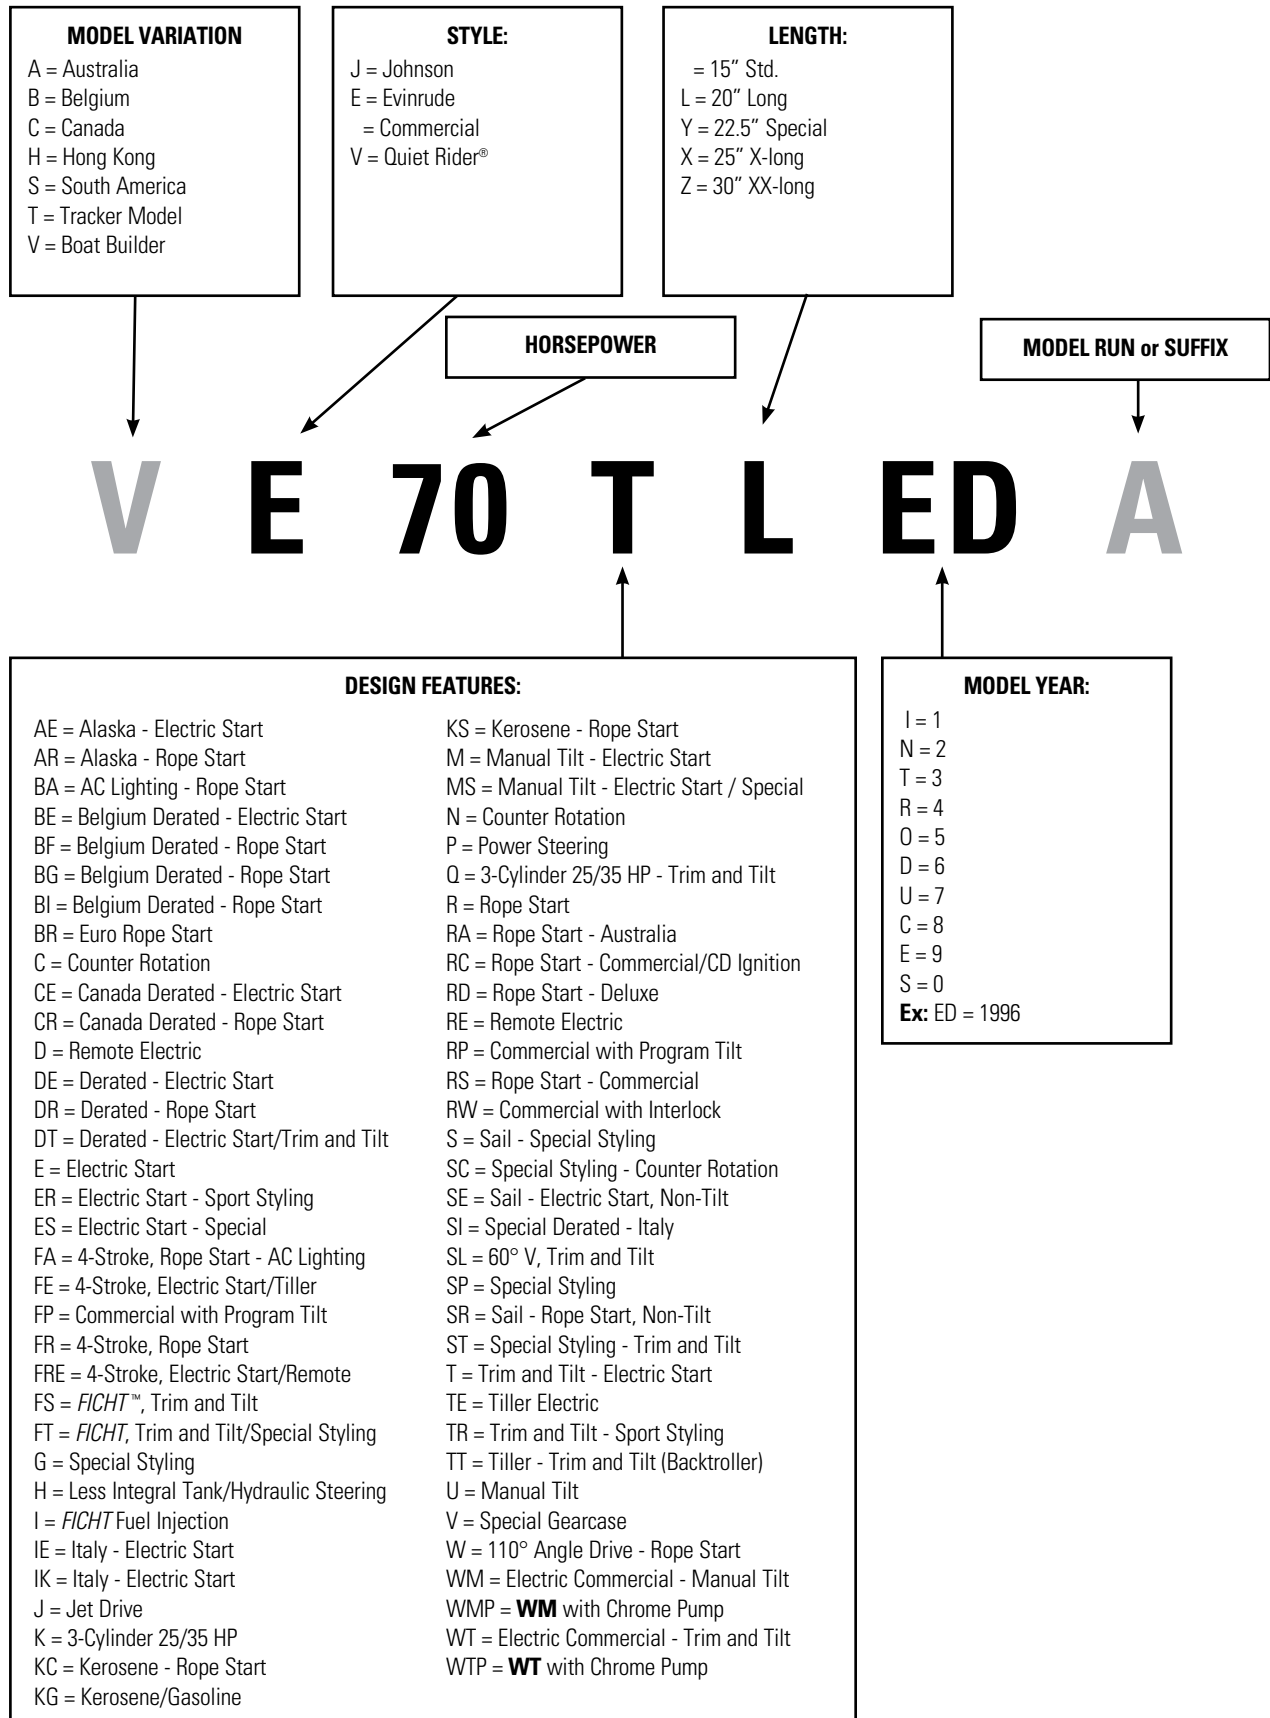 MODEL VARIATION
A = Australia
B = Belgium
C = Canada
H = Hong Kong
S = South America
T = Tracker Model
V = Boat Builder
STYLE:
J = Johnson
E = Evinrude
= Commercial
V = Quiet Rider®
LENGTH:
= 15” Std.
L = 20” Long
Y = 22.5” Special
X = 25” X-long
Z = 30” XX-long
HORSEPOWER
MODEL RUN or SUFFIX
V E 70 T L ED A
DESIGN FEATURES:
AE = Alaska - Electric Start
AR = Alaska - Rope Start
BA = AC Lighting - Rope Start
BE = Belgium Derated - Electric Start
BF = Belgium Derated - Rope Start
BG = Belgium Derated - Rope Start
BI = Belgium Derated - Rope Start
BR = Euro Rope Start
C = Counter Rotation
CE = Canada Derated - Electric Start
CR = Canada Derated - Rope Start
D = Remote Electric
DE = Derated - Electric Start
DR = Derated - Rope Start
DT = Derated - Electric Start/Trim and Tilt
E = Electric Start
ER = Electric Start - Sport Styling
ES = Electric Start - Special
FA = 4-Stroke, Rope Start - AC Lighting
FE = 4-Stroke, Electric Start/Tiller
FP = Commercial with Program Tilt
FR = 4-Stroke, Rope Start
FRE = 4-Stroke, Electric Start/Remote
FS = FICHT™, Trim and Tilt
FT = FICHT, Trim and Tilt/Special Styling
G = Special Styling
H = Less Integral Tank/Hydraulic Steering
I = FICHT Fuel Injection
IE = Italy - Electric Start
IK = Italy - Electric Start
J = Jet Drive
K = 3-Cylinder 25/35 HP
KC = Kerosene - Rope Start
KG = Kerosene/Gasoline
KS = Kerosene - Rope Start
M = Manual Tilt - Electric Start
MS = Manual Tilt - Electric Start / Special
N = Counter Rotation
P = Power Steering
Q = 3-Cylinder 25/35 HP - Trim and Tilt
R = Rope Start
RA = Rope Start - Australia
RC = Rope Start - Commercial/CD Ignition
RD = Rope Start - Deluxe
RE = Remote Electric
RP = Commercial with Program Tilt
RS = Rope Start - Commercial
RW = Commercial with Interlock
S = Sail - Special Styling
SC = Special Styling - Counter Rotation
SE = Sail - Electric Start, Non-Tilt
SI = Special Derated - Italy
SL = 60° V, Trim and Tilt
SP = Special Styling
SR = Sail - Rope Start, Non-Tilt
ST = Special Styling - Trim and Tilt
T = Trim and Tilt - Electric Start
TE = Tiller Electric
TR = Trim and Tilt - Sport Styling
TT = Tiller - Trim and Tilt (Backtroller)
U = Manual Tilt
V = Special Gearcase
W = 110° Angle Drive - Rope Start
WM = Electric Commercial - Manual Tilt
WMP = WM with Chrome Pump
WT = Electric Commercial - Trim and Tilt
WTP = WT with Chrome Pump
MODEL YEAR:
I = 1
N = 2
T = 3
R = 4
O = 5
D = 6
U = 7
C = 8
E = 9
S = 0
Ex: ED = 1996